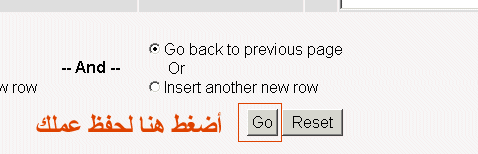 Go back to previous page
-- And -- Or
w row Insert another new row
أضغط هنا لحفظ عملك Go Reset